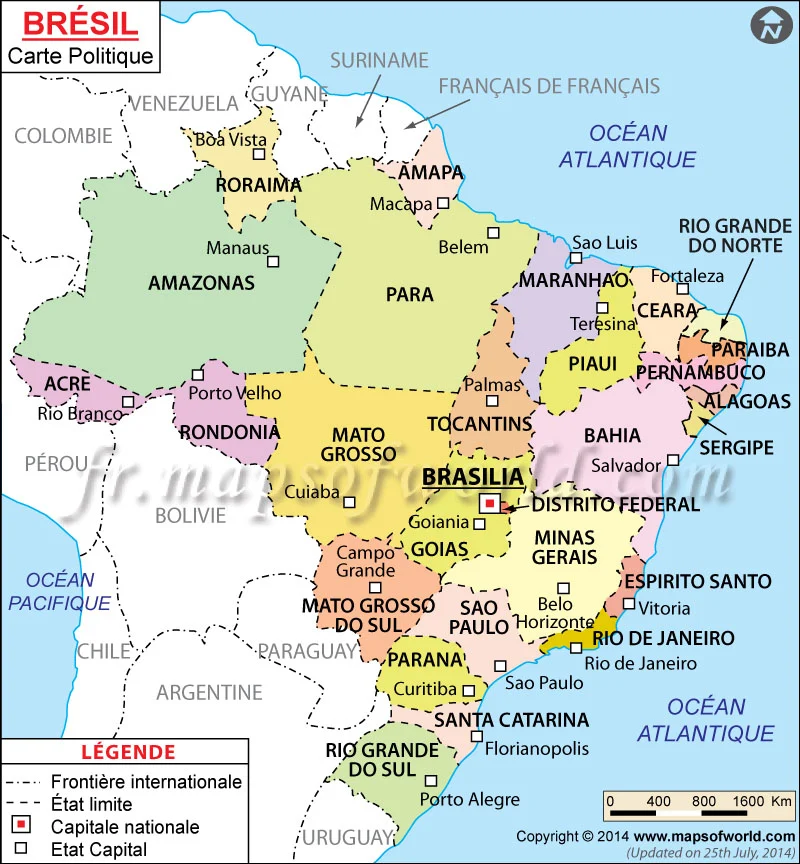 BRÉSIL
Carte Politique
N
SURINAME
FRANÇAIS DE FRANÇAIS
GUYANE
VENEZUELA
COLOMBIE
OCÉAN
ATLANTIQUE
Boa Vista
RORAIMA
AMAPA
Macapa
RIO GRANDE
DO NORTE
Manaus
AMAZONAS
Belem
PARA
Sao Luis
MARANHAO
Fortaleza
CEARA
Teresina
PIAUI
PARAIBA
PERNAMBUCO
ALAGOAS
SERGIPE
ACRE
Rio Branco
Porto Velho
RONDONIA
Palmas
TOCANTINS
MATO
GROSSO
Cuiaba
BAHIA
Salvador
PÉROU
fr.mapsofworld.com
BRASILIA
DISTRITO FEDERAL
Goiania
GOIAS
BOLIVIE
MINAS
GERAIS
Belo
Horizonte
Campo
Grande
MATO GROSSO
DO SUL
ESPIRITO SANTO
Vitoria
OCÉAN
PACIFIQUE
SAO
PAULO
Sao Paulo
RIO DE JANEIRO
Rio de Janeiro
CHILE
PARAGUAY
PARANA
Curitiba
ARGENTINE
SANTA CATARINA
Florianopolis
OCÉAN
ATLANTIQUE
RIO GRANDE
DO SUL
Porto Alegre
URUGUAY
LÉGENDE
Frontière internationale
État limite
Capitale nationale
Etat Capital
0 400 800 1600 Km
Copyright © 2014 www.mapsofworld.com
(Updated on 25th July, 2014)